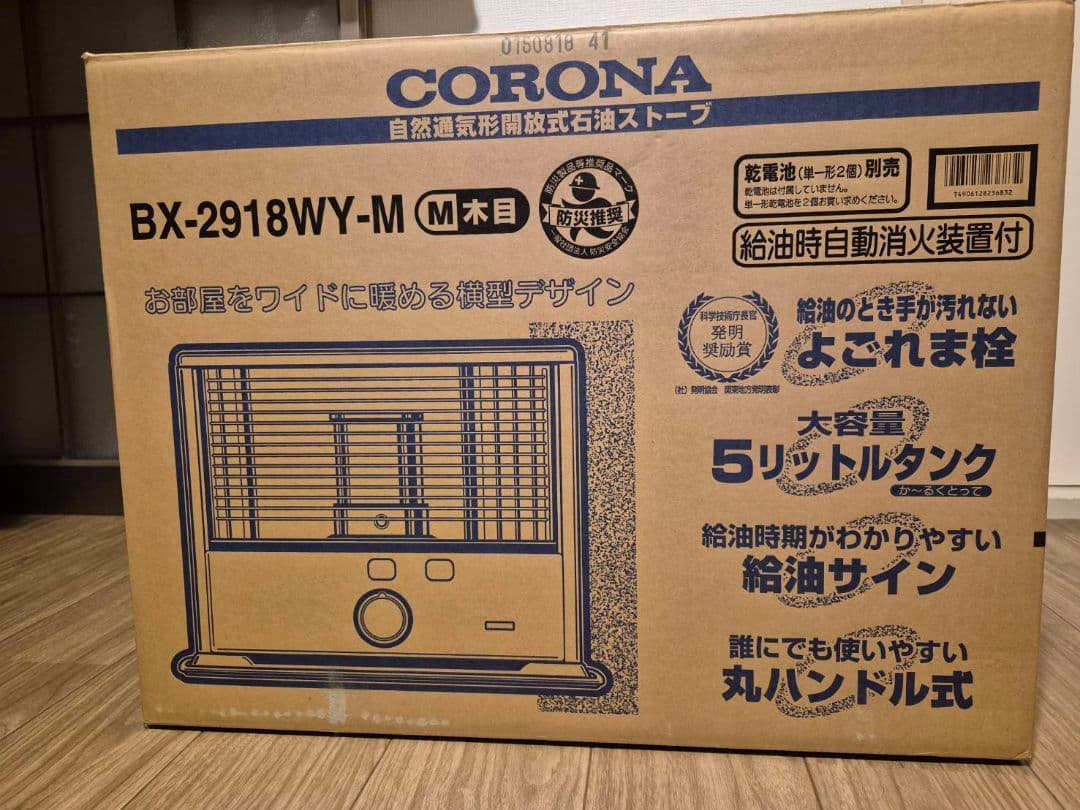 0750818 41
CORONA
自然通気形開放式石油ストーブ
BX-2918WY-M
M木目
防災製品等推奨品マーク
防災推奨
一般社団法人 防災安全協会
乾電池(単一形2個)別売
乾電池は付属していません。
単一形乾電池を2個お買い求めください。
T4906128236832
給油時自動消火装置付
お部屋をワイドに暖める横型デザイン
科学技術庁長官
発明
奨励賞
(社)発明協会 関東地方発明表彰
給油のとき手が汚れない
よごれま栓
大容量
5リットルタンク
か〜るくとって
給油時期がわかりやすい
給油サイン
誰にでも使いやすい
丸ハンドル式